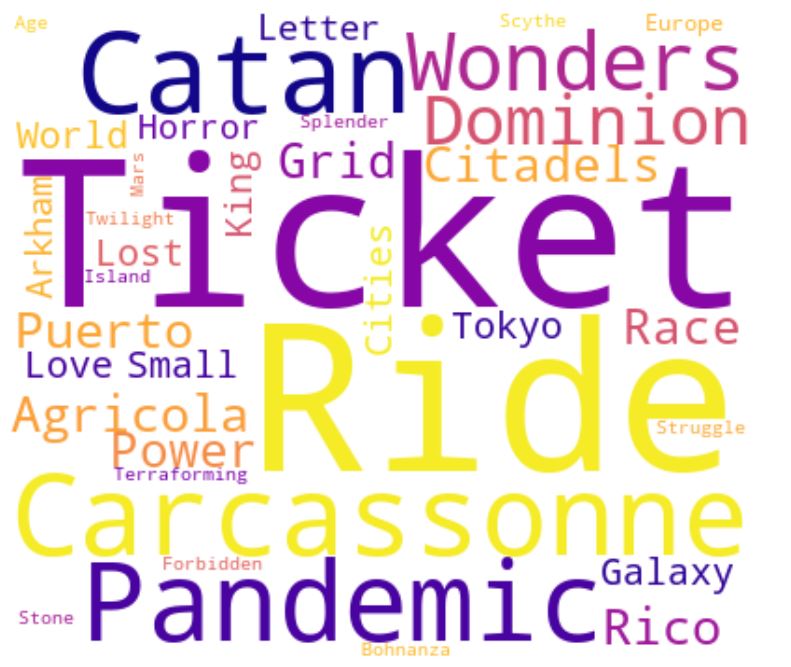 Age
Letter
Scythe
Europe
Catan
Wonders
World
Horror
Splender
Dominion
Mars
King
Grid
Citadels
Arkham
Ticket
Twilight
Lost
Island
Cities
Puerto
Tokyo
Race
Love
Small
Ride
Agricola
Power
Struggle
Terraforming
Carcassonne
Forbidden
Pandemic
Galaxy
Stone
Rico
Bohnanza